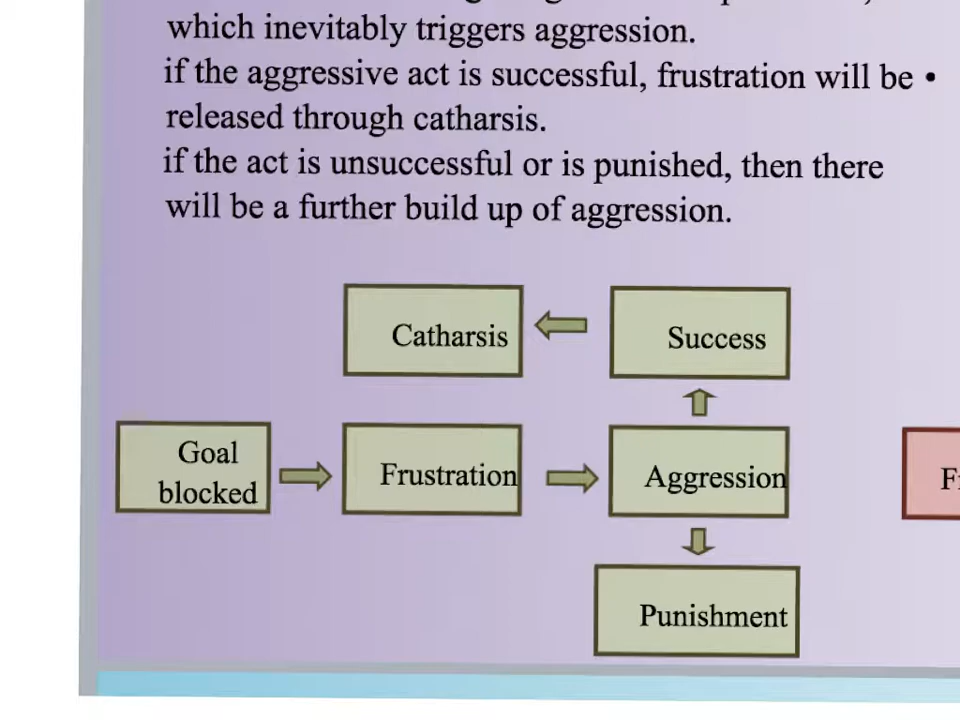 which inevitably triggers aggression.
if the aggressive act is successful, frustration will be •
released through catharsis.
if the act is unsuccessful or is punished, then there
will be a further build up of aggression.
Catharsis
Success
Goal
blocked
Frustration
Aggression
Punishment